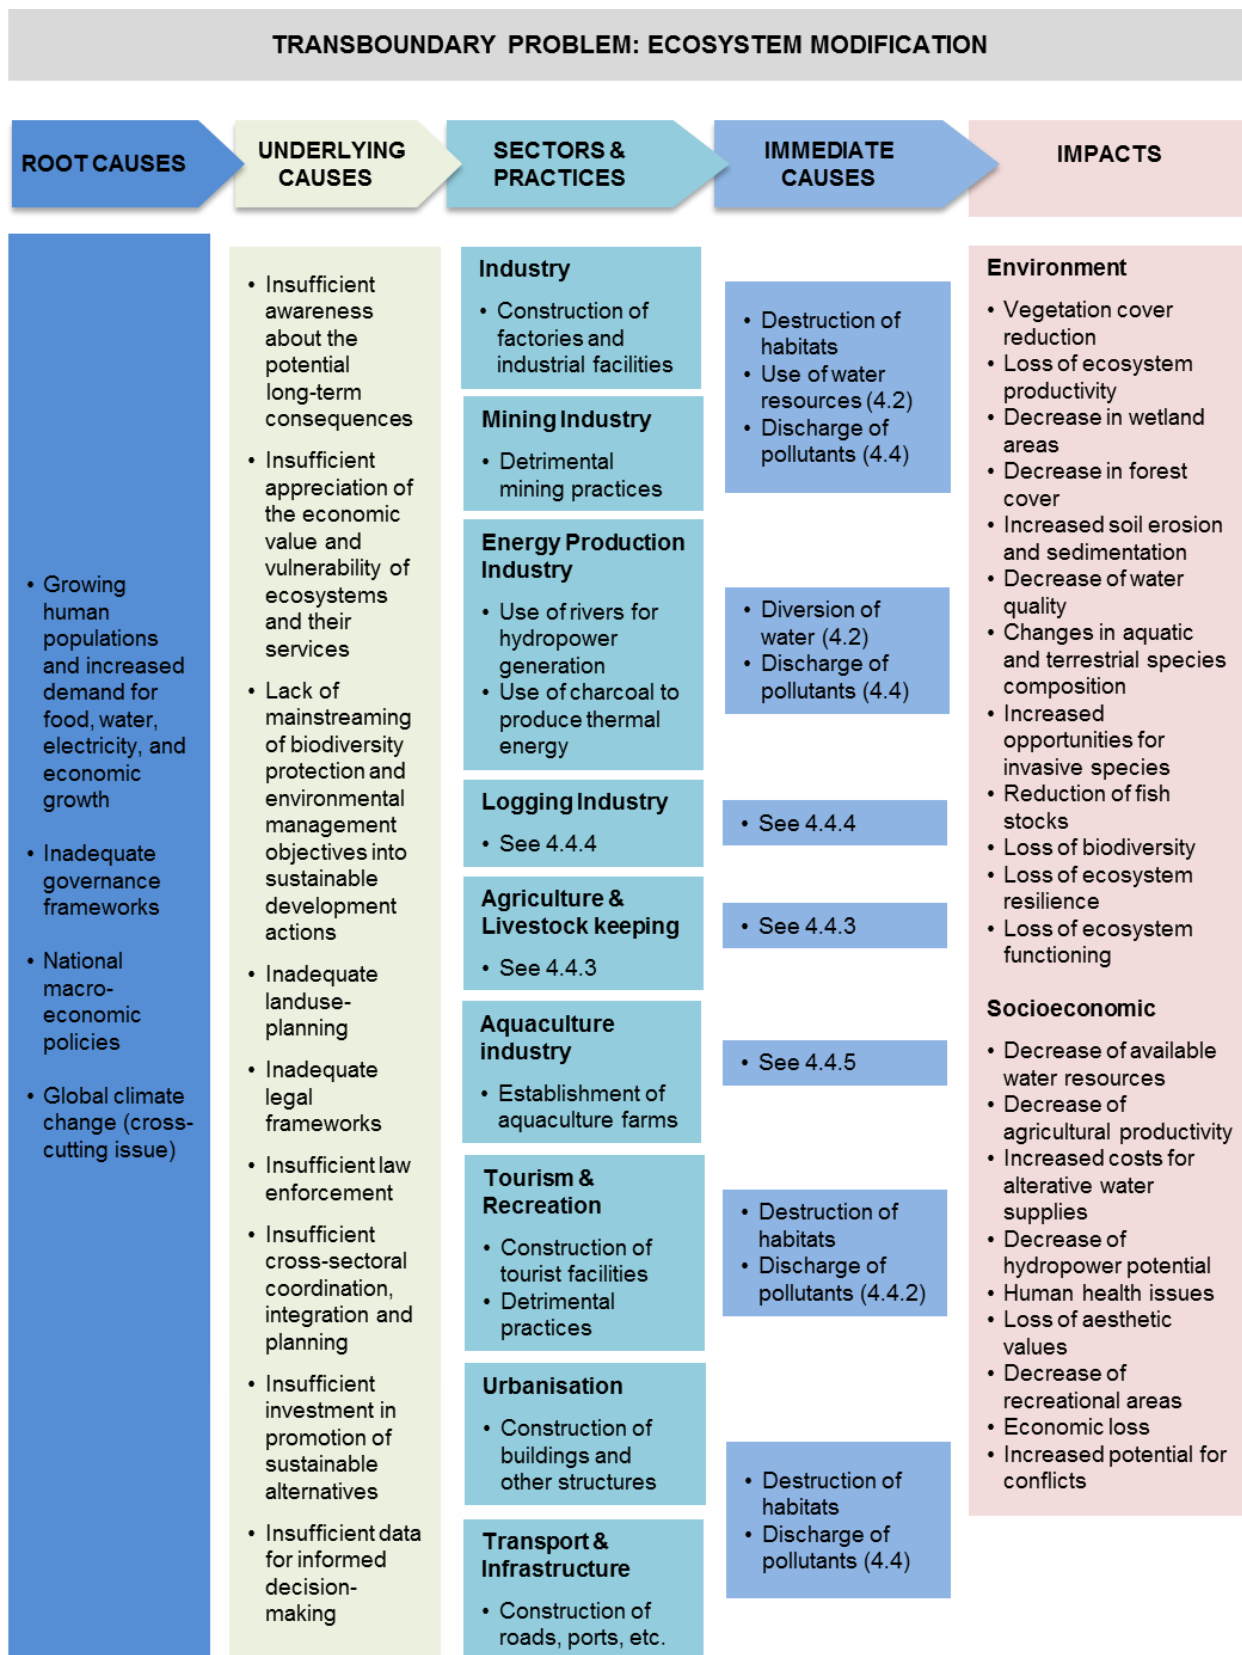 TRANSBOUNDARY PROBLEM: ECOSYSTEM MODIFICATION
ROOT CAUSES
UNDERLYING
CAUSES
SECTORS &
PRACTICES
IMMEDIATE
CAUSES
IMPACTS
• Growing
human
populations
and increased
demand for
food, water,
electricity, and
economic
growth
• Inadequate
governance
frameworks
• National
macro-
economic
policies
• Global climate
change (cross-
cutting issue)
• Insufficient
awareness
about the
potential
long-term
consequences
• Insufficient
appreciation of
the economic
value and
vulnerability of
ecosystems
and their
services
• Lack of
mainstreaming
of biodiversity
protection and
environmental
management
objectives into
sustainable
development
actions
• Inadequate
landuse-
planning
• Inadequate
legal
frameworks
• Insufficient law
enforcement
• Insufficient
cross-sectoral
coordination,
integration and
planning
• Insufficient
investment in
promotion of
sustainable
alternatives
• Insufficient data
for informed
decision-
making
Industry
• Construction of
factories and
industrial facilities
Mining Industry
• Detrimental
mining practices
Energy Production
Industry
• Use of rivers for
hydropower
generation
• Use of charcoal to
produce thermal
energy
Logging Industry
• See 4.4.4
Agriculture &
Livestock keeping
• See 4.4.3
Aquaculture
industry
• Establishment of
aquaculture farms
Tourism &
Recreation
• Construction of
tourist facilities
• Detrimental
practices
Urbanisation
• Construction of
buildings and
other structures
Transport &
Infrastructure
• Construction of
roads, ports, etc.
• Destruction of
habitats
• Use of water
resources (4.2)
• Discharge of
pollutants (4.4)
• Diversion of
water (4.2)
• Discharge of
pollutants (4.4)
• See 4.4.4
• See 4.4.3
• See 4.4.5
• Destruction of
habitats
• Discharge of
pollutants (4.4.2)
• Destruction of
habitats
• Discharge of
pollutants (4.4)
Environment
• Vegetation cover
reduction
• Loss of ecosystem
productivity
• Decrease in wetland
areas
• Decrease in forest
cover
• Increased soil erosion
and sedimentation
• Decrease of water
quality
• Changes in aquatic
and terrestrial species
composition
• Increased
opportunities for
invasive species
• Reduction of fish
stocks
• Loss of biodiversity
• Loss of ecosystem
resilience
• Loss of ecosystem
functioning
Socioeconomic
• Decrease of available
water resources
• Decrease of
agricultural productivity
• Increased costs for
alterative water
supplies
• Decrease of
hydropower potential
• Human health issues
• Loss of aesthetic
values
• Decrease of
recreational areas
• Economic loss
• Increased potential for
conflicts